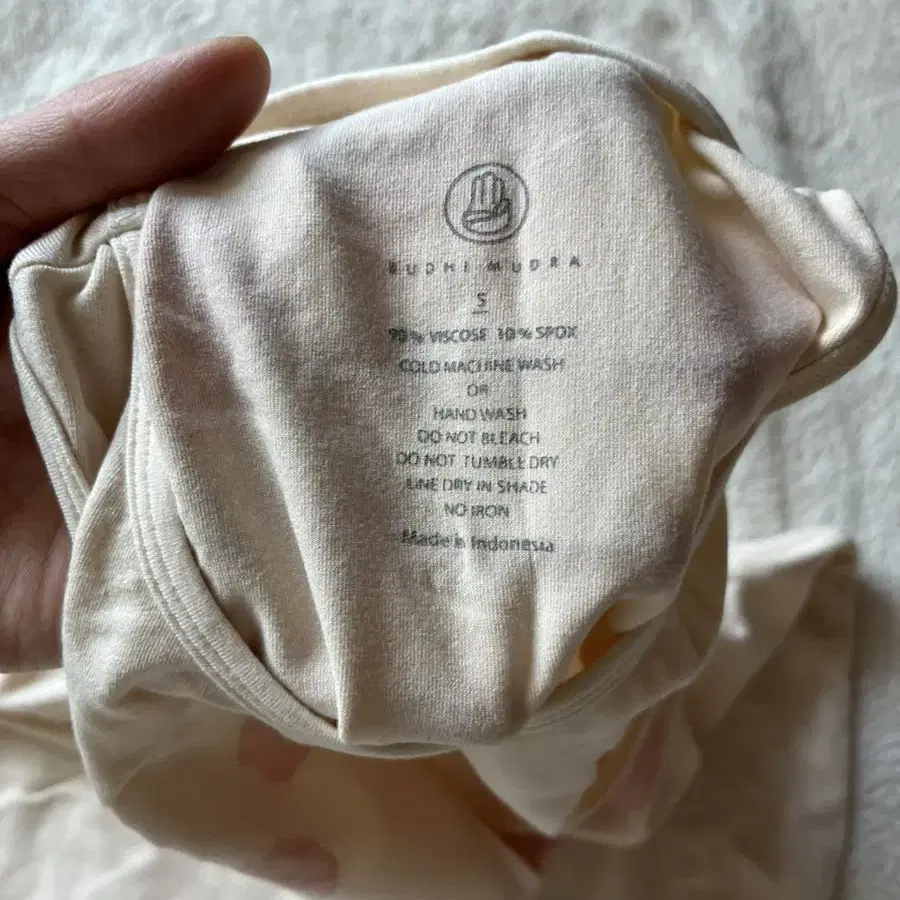 BUDHI MUDRA
S
90% VISCOSE 10% SPDX
COLD MACHINE WASH
OR
HAND WASH
DO NOT BLEACH
DO NOT TUMBLE DRY
LINE DRY IN SHADE
NO IRON
Made in Indonesia